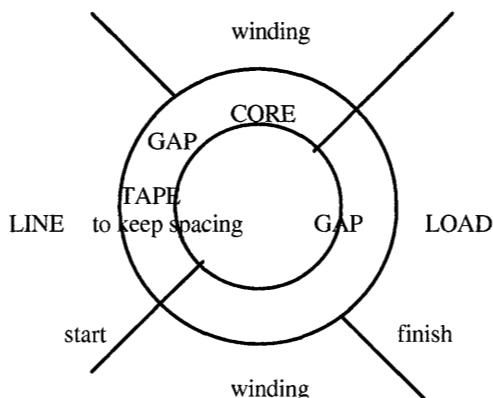 winding
CORE
GAP
TAPE
LINE to keep spacing GAP LOAD
start finish
winding